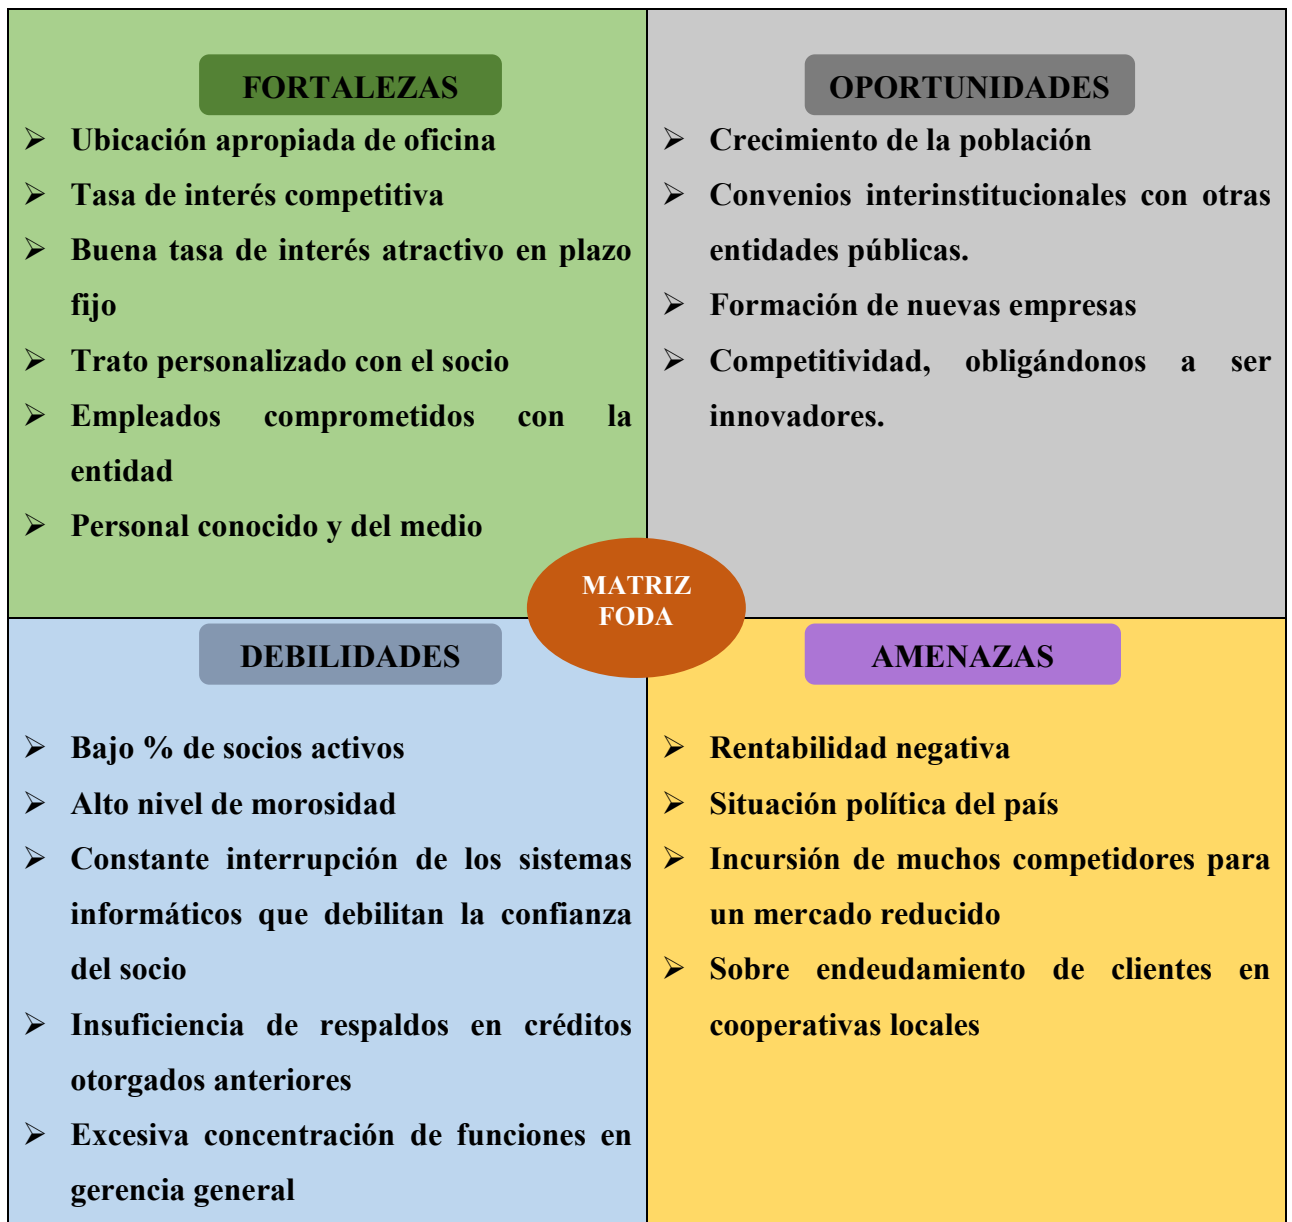 FORTALEZAS
➢ Ubicación apropiada de oficina
➢ Tasa de interés competitiva
➢ Buena tasa de interés atractivo en plazo
fijo
➢ Trato personalizado con el socio
➢ Empleados comprometidos con la
entidad
➢ Personal conocido y del medio
OPORTUNIDADES
➢ Crecimiento de la población
➢ Convenios interinstitucionales con otras
entidades públicas.
➢ Formación de nuevas empresas
➢ Competitividad, obligándonos a ser
innovadores.
MATRIZ
FODA
DEBILIDADES
➢ Bajo % de socios activos
➢ Alto nivel de morosidad
➢ Constante interrupción de los sistemas
informáticos que debilitan la confianza
del socio
➢ Insuficiencia de respaldos en créditos
otorgados anteriores
➢ Excesiva concentración de funciones en
gerencia general
AMENAZAS
➢ Rentabilidad negativa
➢ Situación política del país
➢ Incursión de muchos competidores para
un mercado reducido
➢ Sobre endeudamiento de clientes en
cooperativas locales